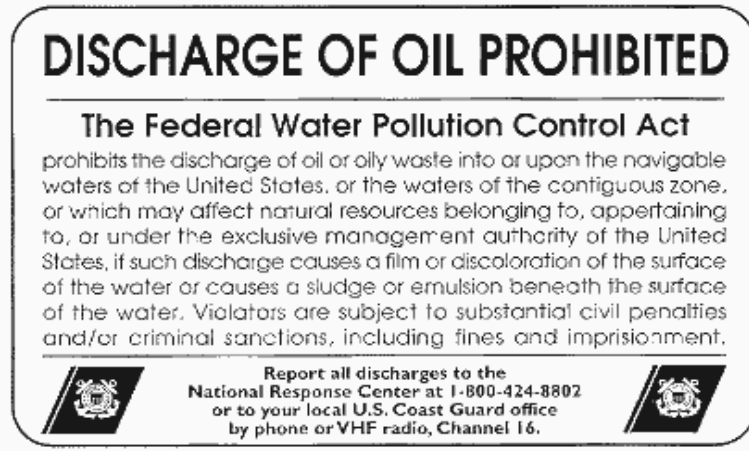 DISCHARGE OF OIL PROHIBITED
The Federal Water Pollution Control Act
prohibits the discharge of oil or oily waste into or upon the navigable
waters of the United States, or the waters of the contiguous zone,
or which may affect natural resources belonging to, appertaining
to, or under the exclusive management authority of the United
States, if such discharge causes a film or discoloration of the surface
of the water or causes a sludge or emulsion beneath the surface
of the water. Violators are subject to substantial civil penalties
and/or criminal sanctions, including fines and imprisionment.
Report all discharges to the
National Response Center at 1-800-424-8802
or to your local U.S. Coast Guard office
by phone or VHF radio, Channel 16.